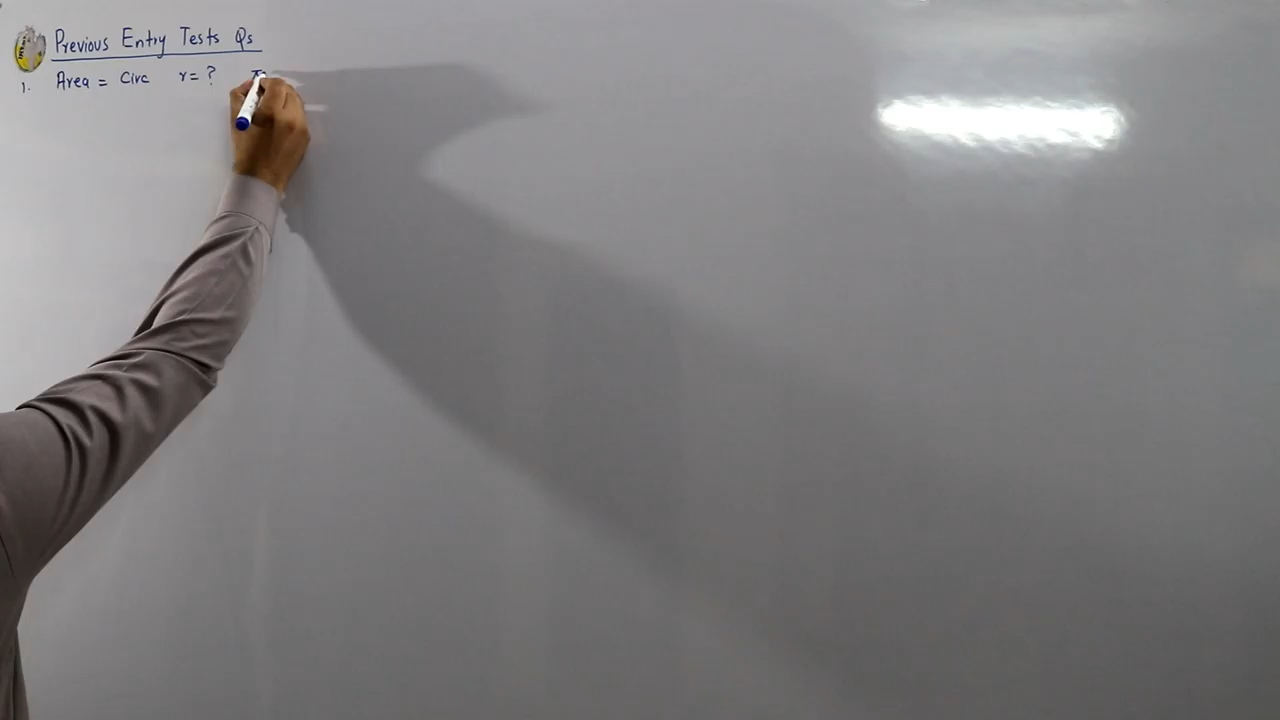 Previous Entry Tests Qs
1. Area = Circ r = ? π